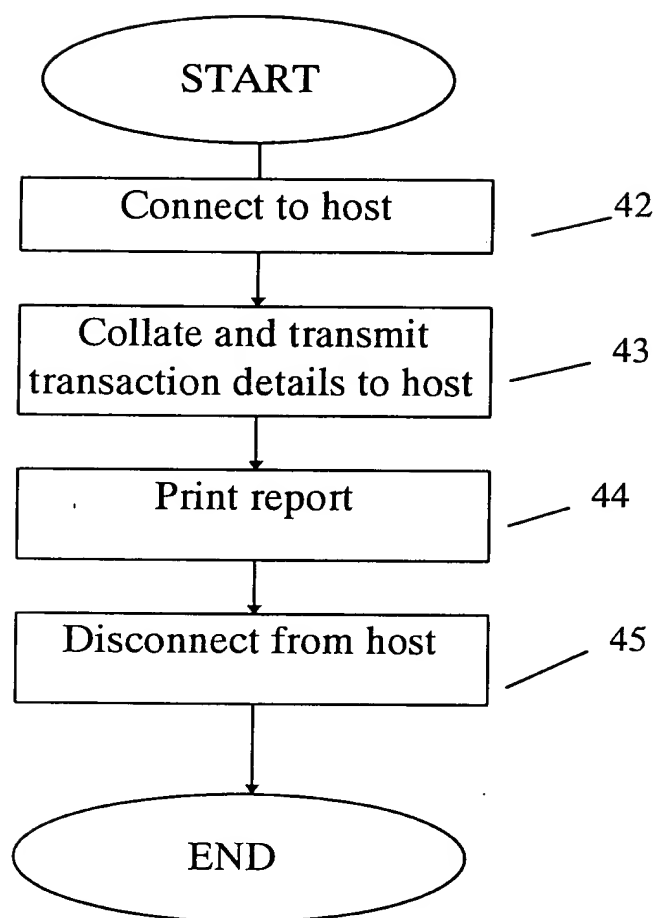 START
Connect to host
42
Collate and transmit
transaction details to host
43
Print report
44
Disconnect from host
45
END